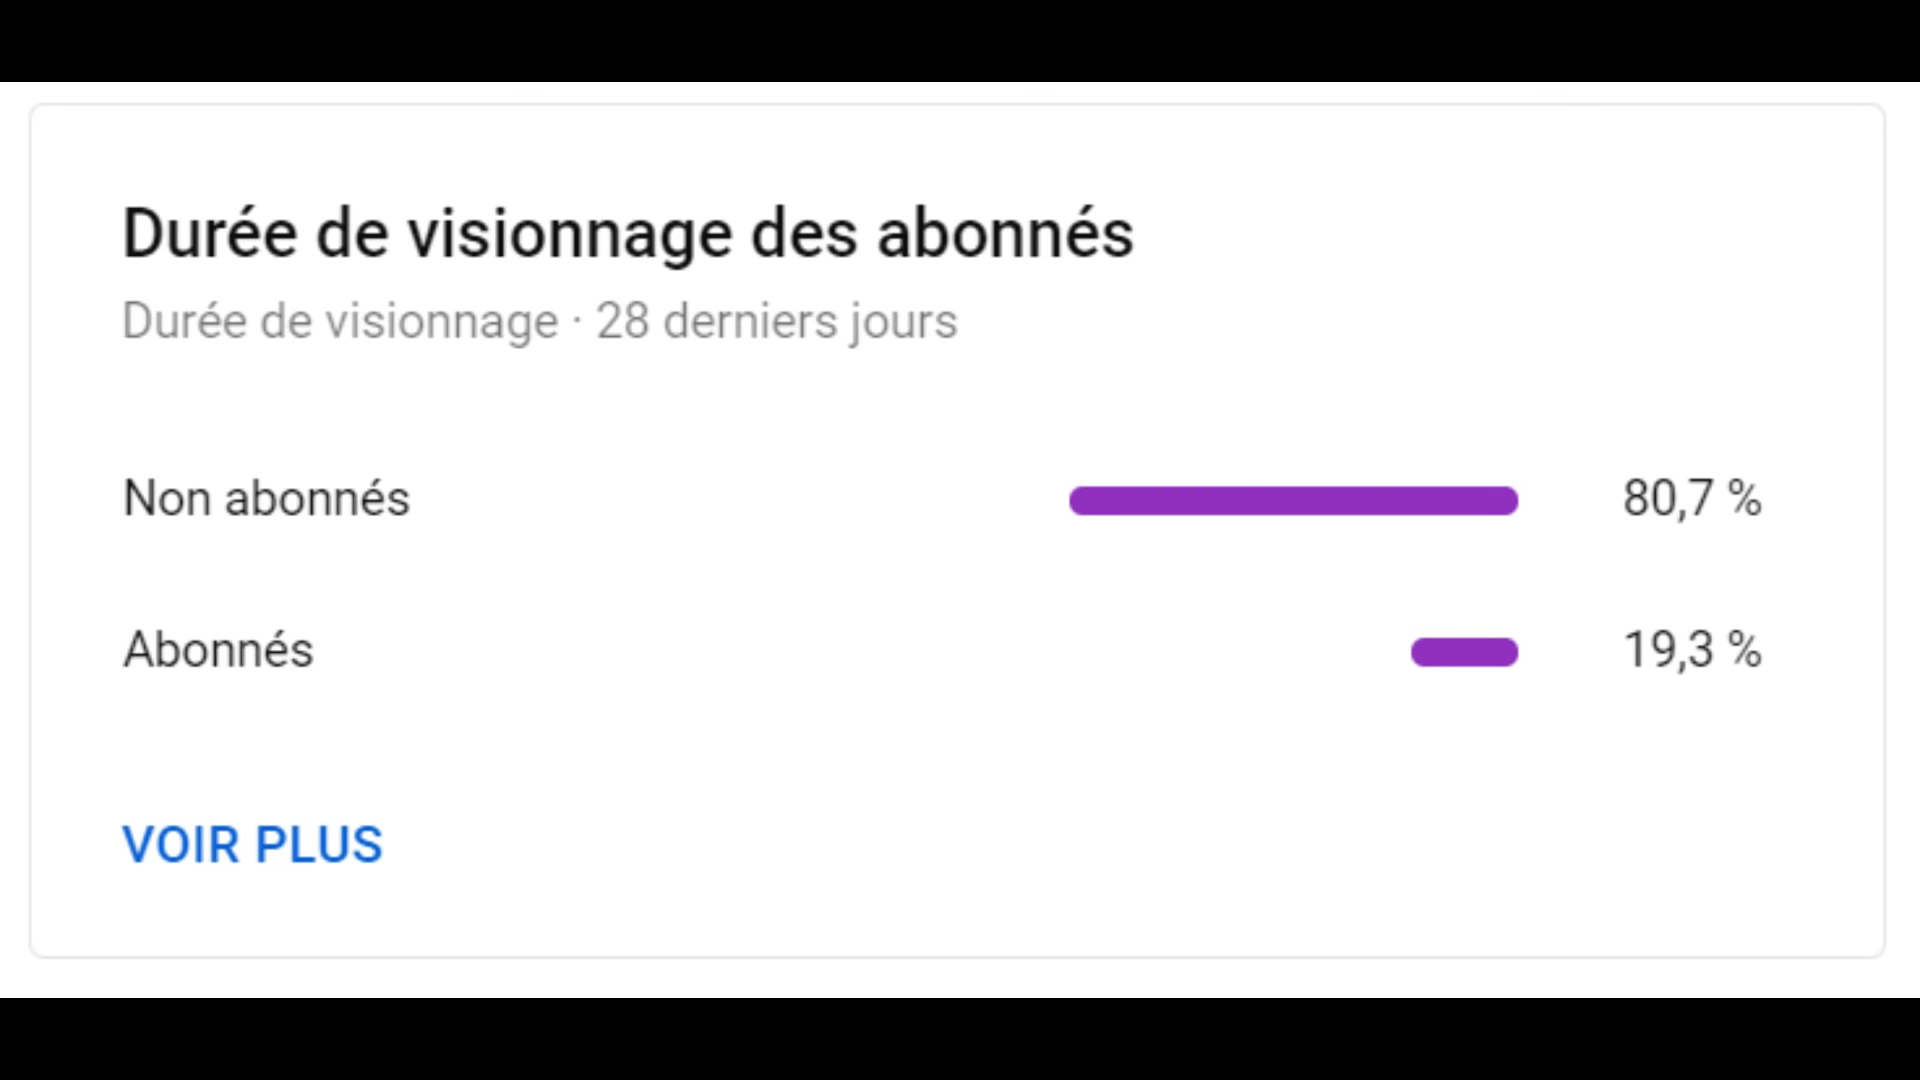 Durée de visionnage des abonnés
Durée de visionnage · 28 derniers jours
Non abonnés 80,7 %
Abonnés 19,3 %
VOIR PLUS